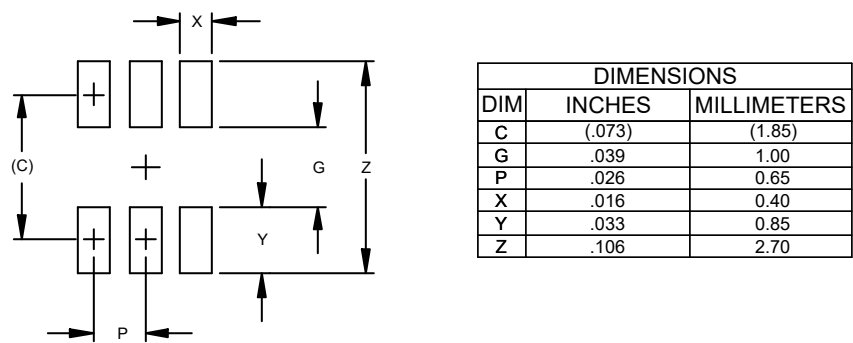 X
(C)
G
Z
Y
P
DIMENSIONS
DIM INCHES MILLIMETERS
C (.073) (1.85)
G .039 1.00
P .026 0.65
X .016 0.40
Y .033 0.85
Z .106 2.70